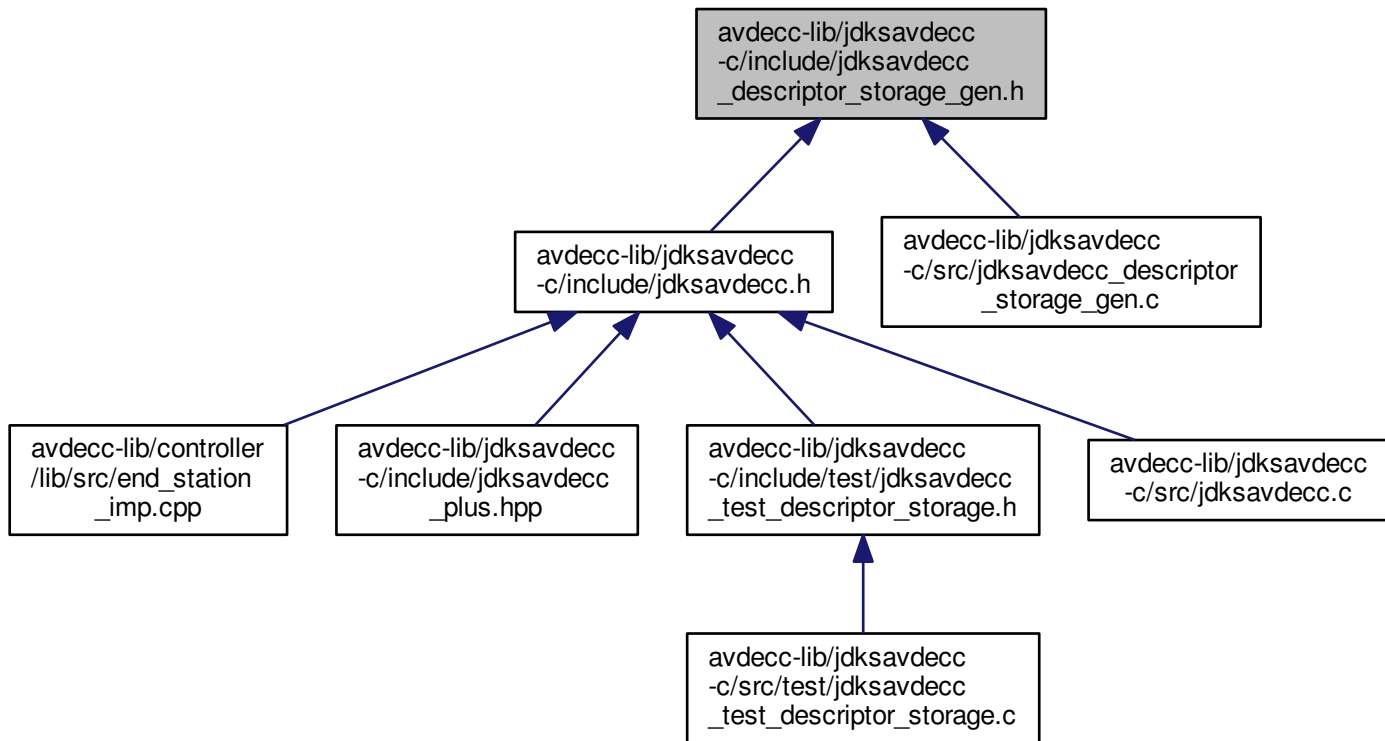 avdecc-lib/jdksavdecc
-c/include/jdksavdecc
_descriptor_storage_gen.h
avdecc-lib/jdksavdecc
-c/include/jdksavdecc.h
avdecc-lib/jdksavdecc
-c/src/jdksavdecc_descriptor
_storage_gen.c
avdecc-lib/controller
/lib/src/end_station
_imp.cpp
avdecc-lib/jdksavdecc
-c/include/jdksavdecc
_plus.hpp
avdecc-lib/jdksavdecc
-c/include/test/jdksavdecc
_test_descriptor_storage.h
avdecc-lib/jdksavdecc
-c/src/jdksavdecc.c
avdecc-lib/jdksavdecc
-c/src/test/jdksavdecc
_test_descriptor_storage.c